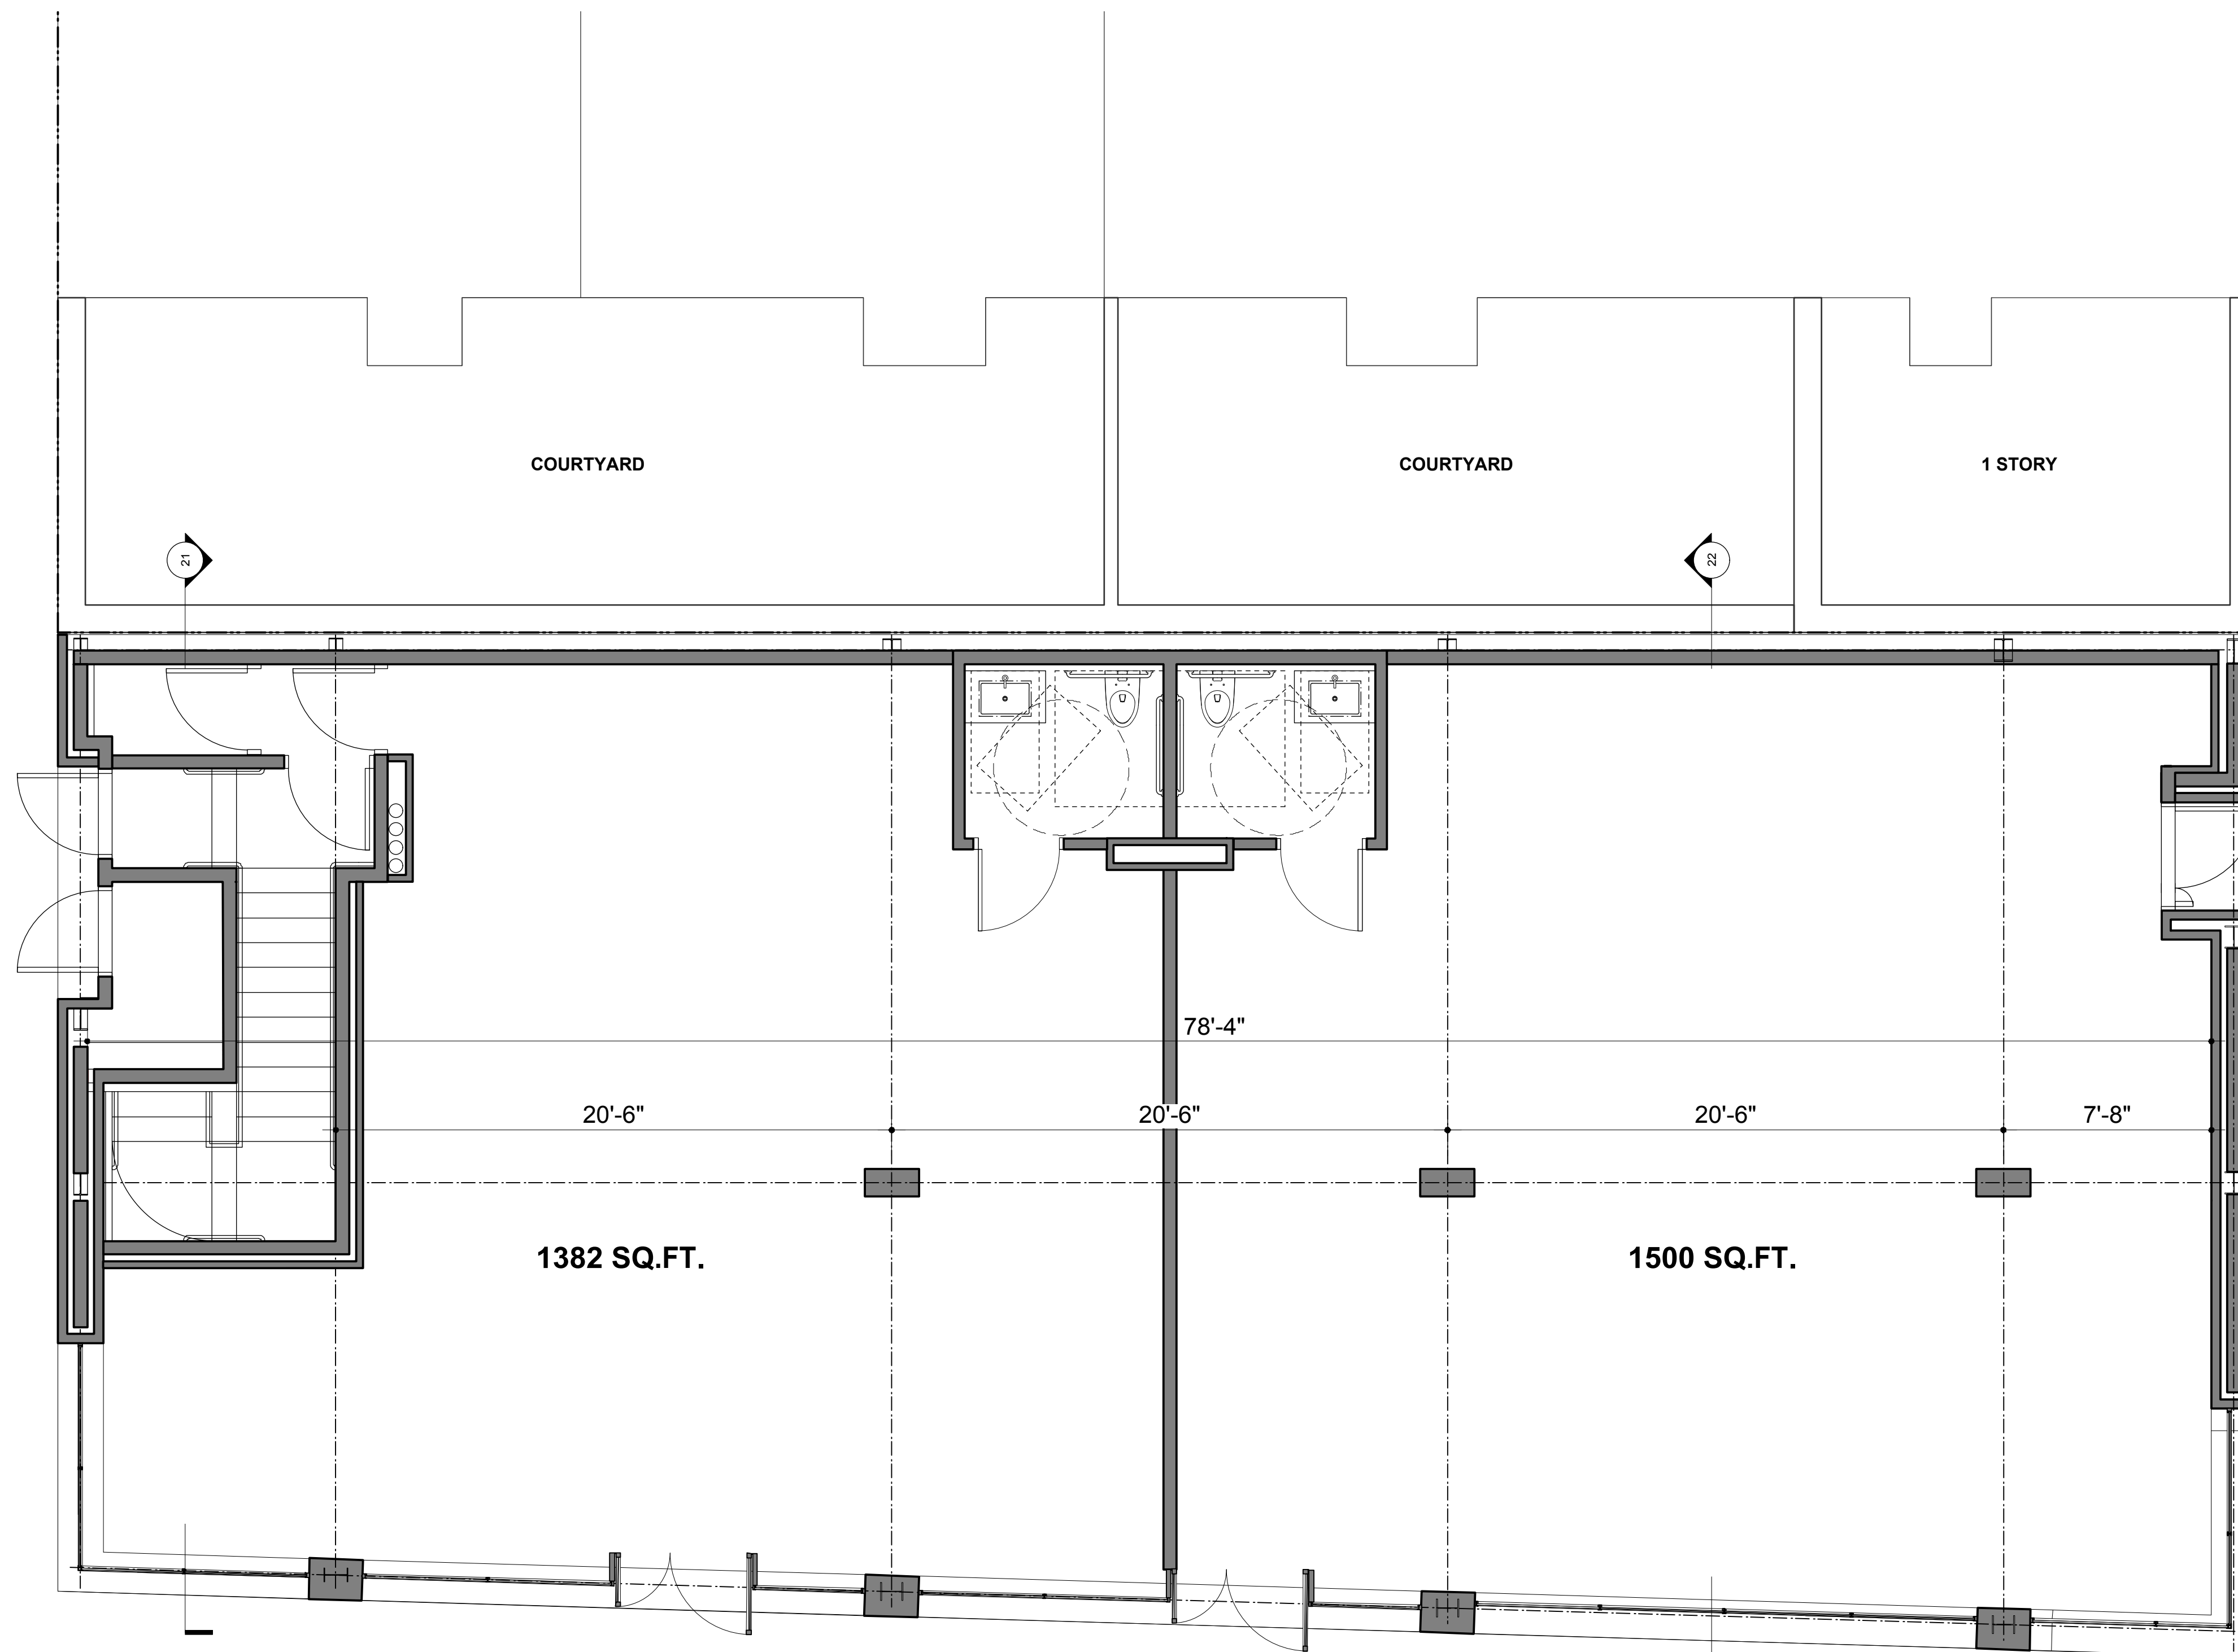 COURTYARD
COURTYARD
1 STORY
21
22
78'-4"
20'-6"
20'-6"
20'-6"
7'-8"
1382 SQ.FT.
1500 SQ.FT.